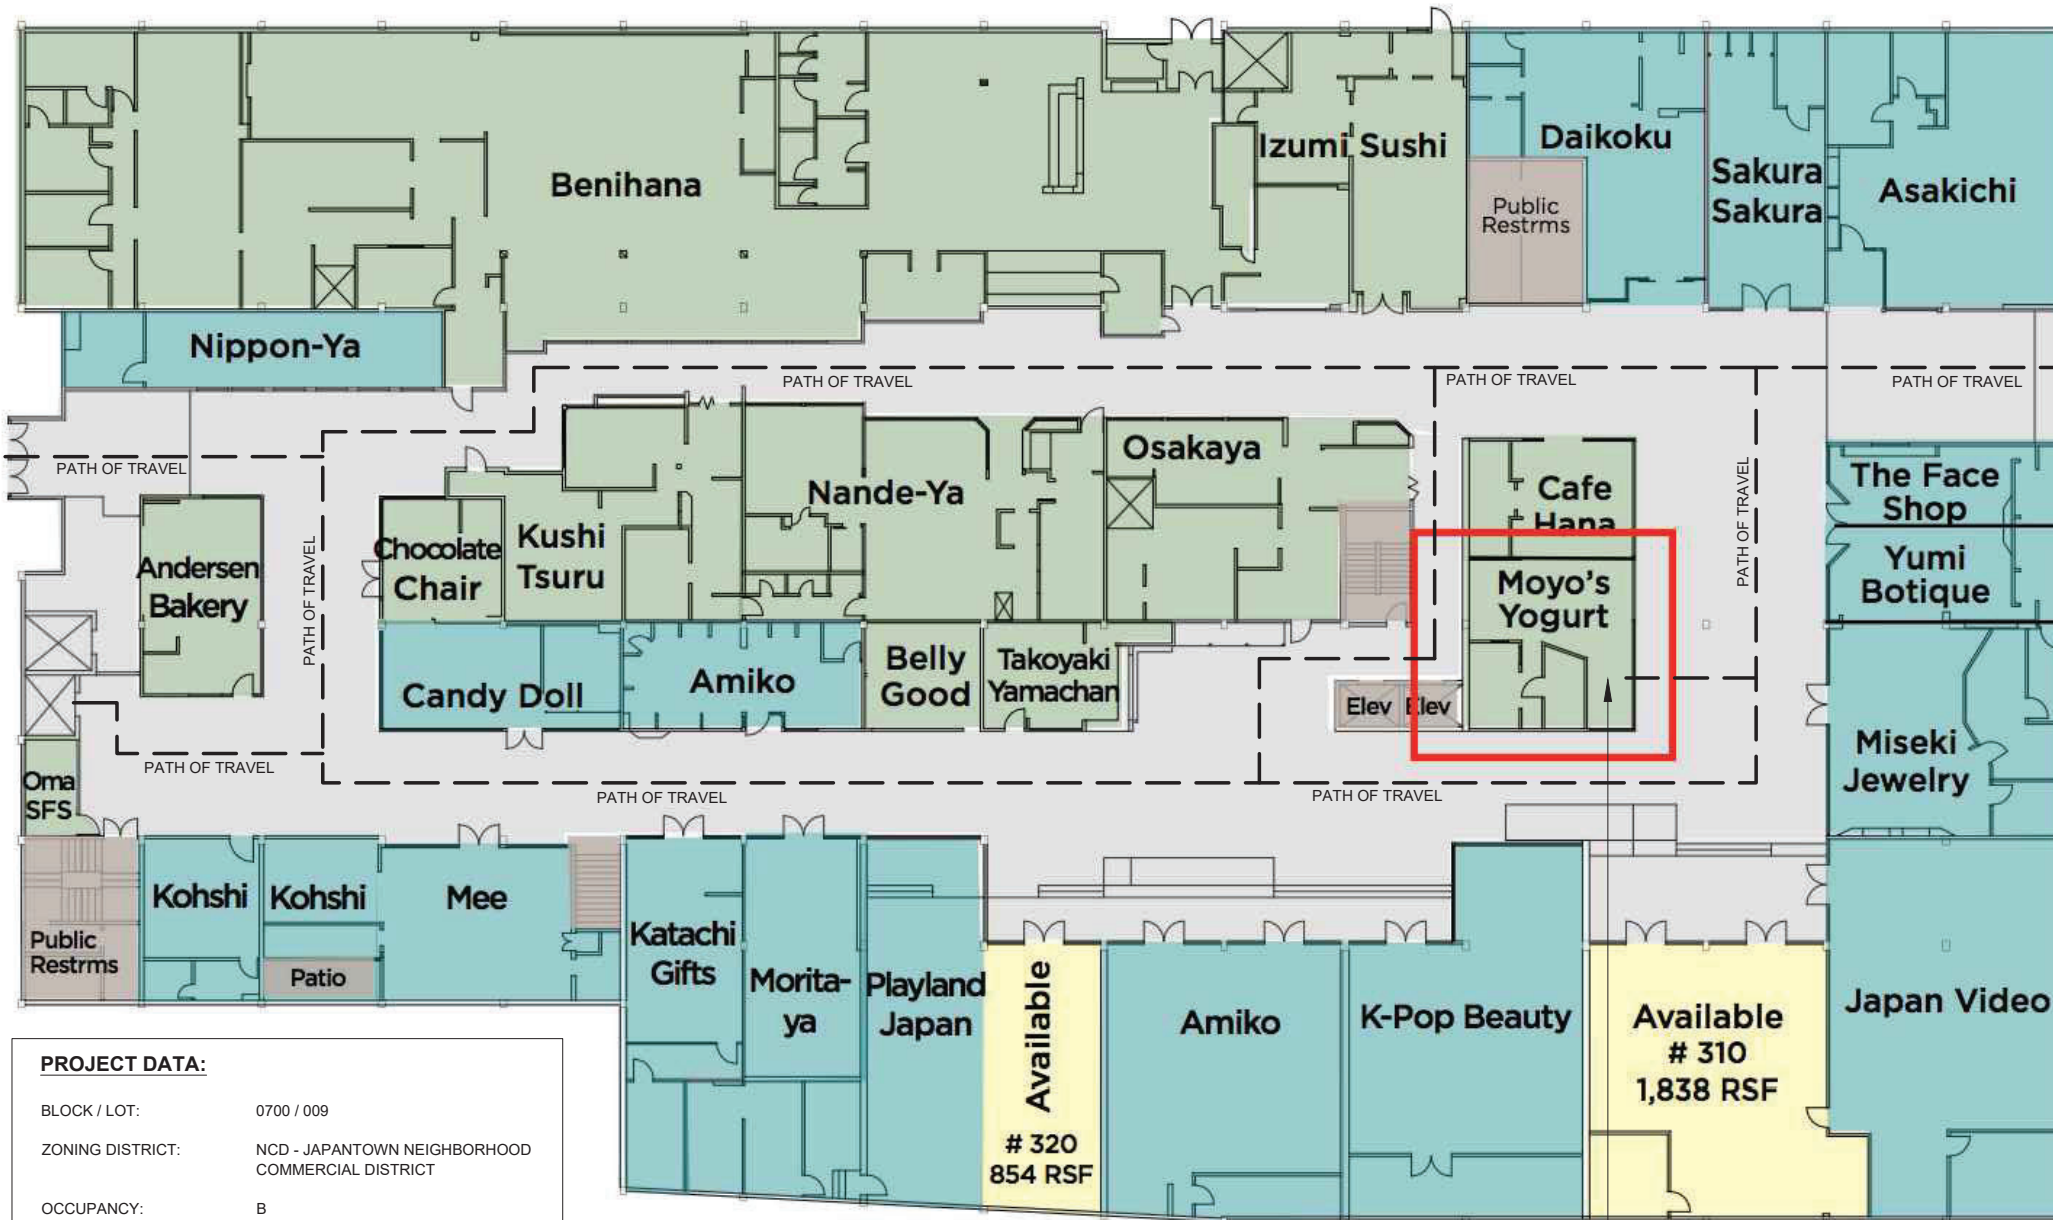 Benihana
Izumi Sushi
Daikoku
Public
Restrms
Sakura
Sakura
Asakichi
Nippon-Ya
PATH OF TRAVEL
PATH OF TRAVEL
PATH OF TRAVEL
PATH OF TRAVEL
PATH OF TRAVEL
PATH OF TRAVEL
Andersen
Bakery
Chocolate
Chair
Kushi
Tsuru
Nande-Ya
Osakaya
Cafe
Hana
Moyo's
Yogurt
The Face
Shop
Yumi
Botique
Candy Doll
Amiko
Belly
Good
Takoyaki
Yamachan
Elev
Elev
Miseki
Jewelry
Oma
SFS
PATH OF TRAVEL
PATH OF TRAVEL
PATH OF TRAVEL
Public
Restrms
Kohshi
Kohshi
Patio
Mee
Katachi
Gifts
Morita-
ya
Playland
Japan
Available
# 320
854 RSF
Amiko
K-Pop Beauty
Available
# 310
1,838 RSF
Japan Video
PROJECT DATA:
BLOCK / LOT: 0700 / 009
ZONING DISTRICT: NCD - JAPANTOWN NEIGHBORHOOD
COMMERCIAL DISTRICT
OCCUPANCY: B